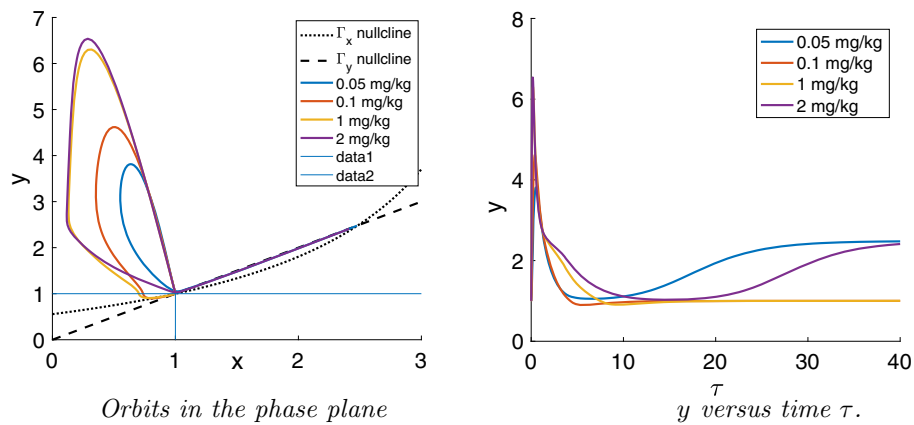 7
6
5
4
3
2
1
0
y
0
1
2
3
x
Γx nullcline
Γy nullcline
0.05 mg/kg
0.1 mg/kg
1 mg/kg
2 mg/kg
data1
data2
Orbits in the phase plane
8
6
4
2
0
y
0
10
20
30
40
τ
0.05 mg/kg
0.1 mg/kg
1 mg/kg
2 mg/kg
y versus time τ.